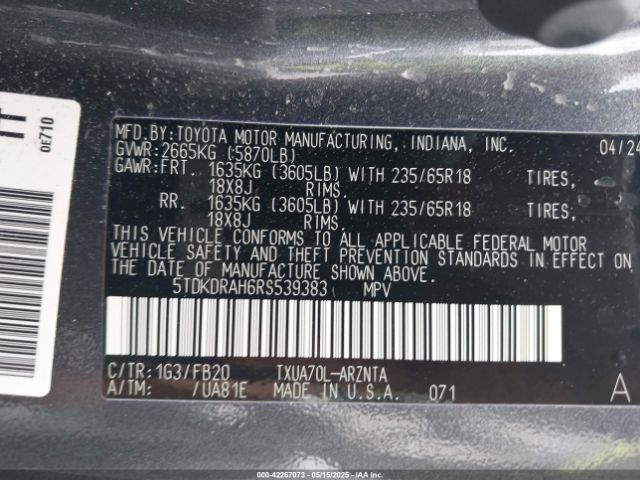 TT
0E710
MFD.BY:TOYOTA MOTOR MANUFACTURING, INDIANA, INC. 04/24
GVWR:2665KG (5870LB)
GAWR:FRT. 1635KG (3605LB) WITH 235/65R18 TIRES,
18X8J RIMS.
RR. 1635KG (3605LB) WITH 235/65R18 TIRES,
18X8J RIMS.
THIS VEHICLE CONFORMS TO ALL APPLICABLE FEDERAL MOTOR
VEHICLE SAFETY AND THEFT PREVENTION STANDARDS IN EFFECT ON
THE DATE OF MANUFACTURE SHOWN ABOVE.
5TDKDRAH6RS539383 MPV
C/TR:1G3/FB20 TXUA70L-ARZNTA
A/TM: /UA81E MADE IN U.S.A. 071 A
000-42267073 - 05/15/2025 - COPYRIGHT IAA, LLC.